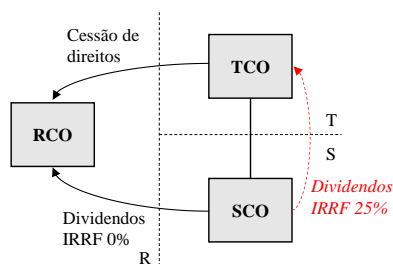 Cessão de
direitos
TCO
RCO
T
S
Dividendos
IRRF 25%
SCO
Dividendos
IRRF 0%
R